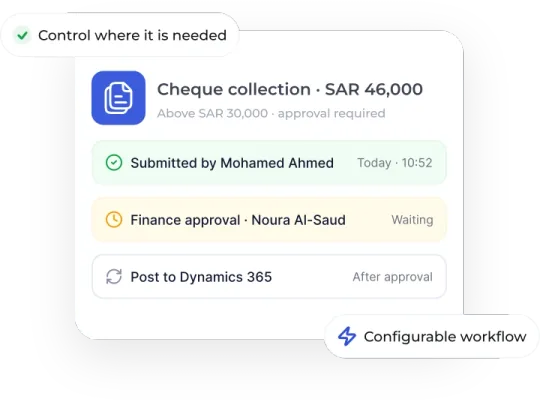 Control where it is needed
Cheque collection · SAR 46,000
Above SAR 30,000 · approval required
Submitted by Mohamed Ahmed Today · 10:52
Finance approval · Noura Al-Saud Waiting
Post to Dynamics 365 After approval
Configurable workflow